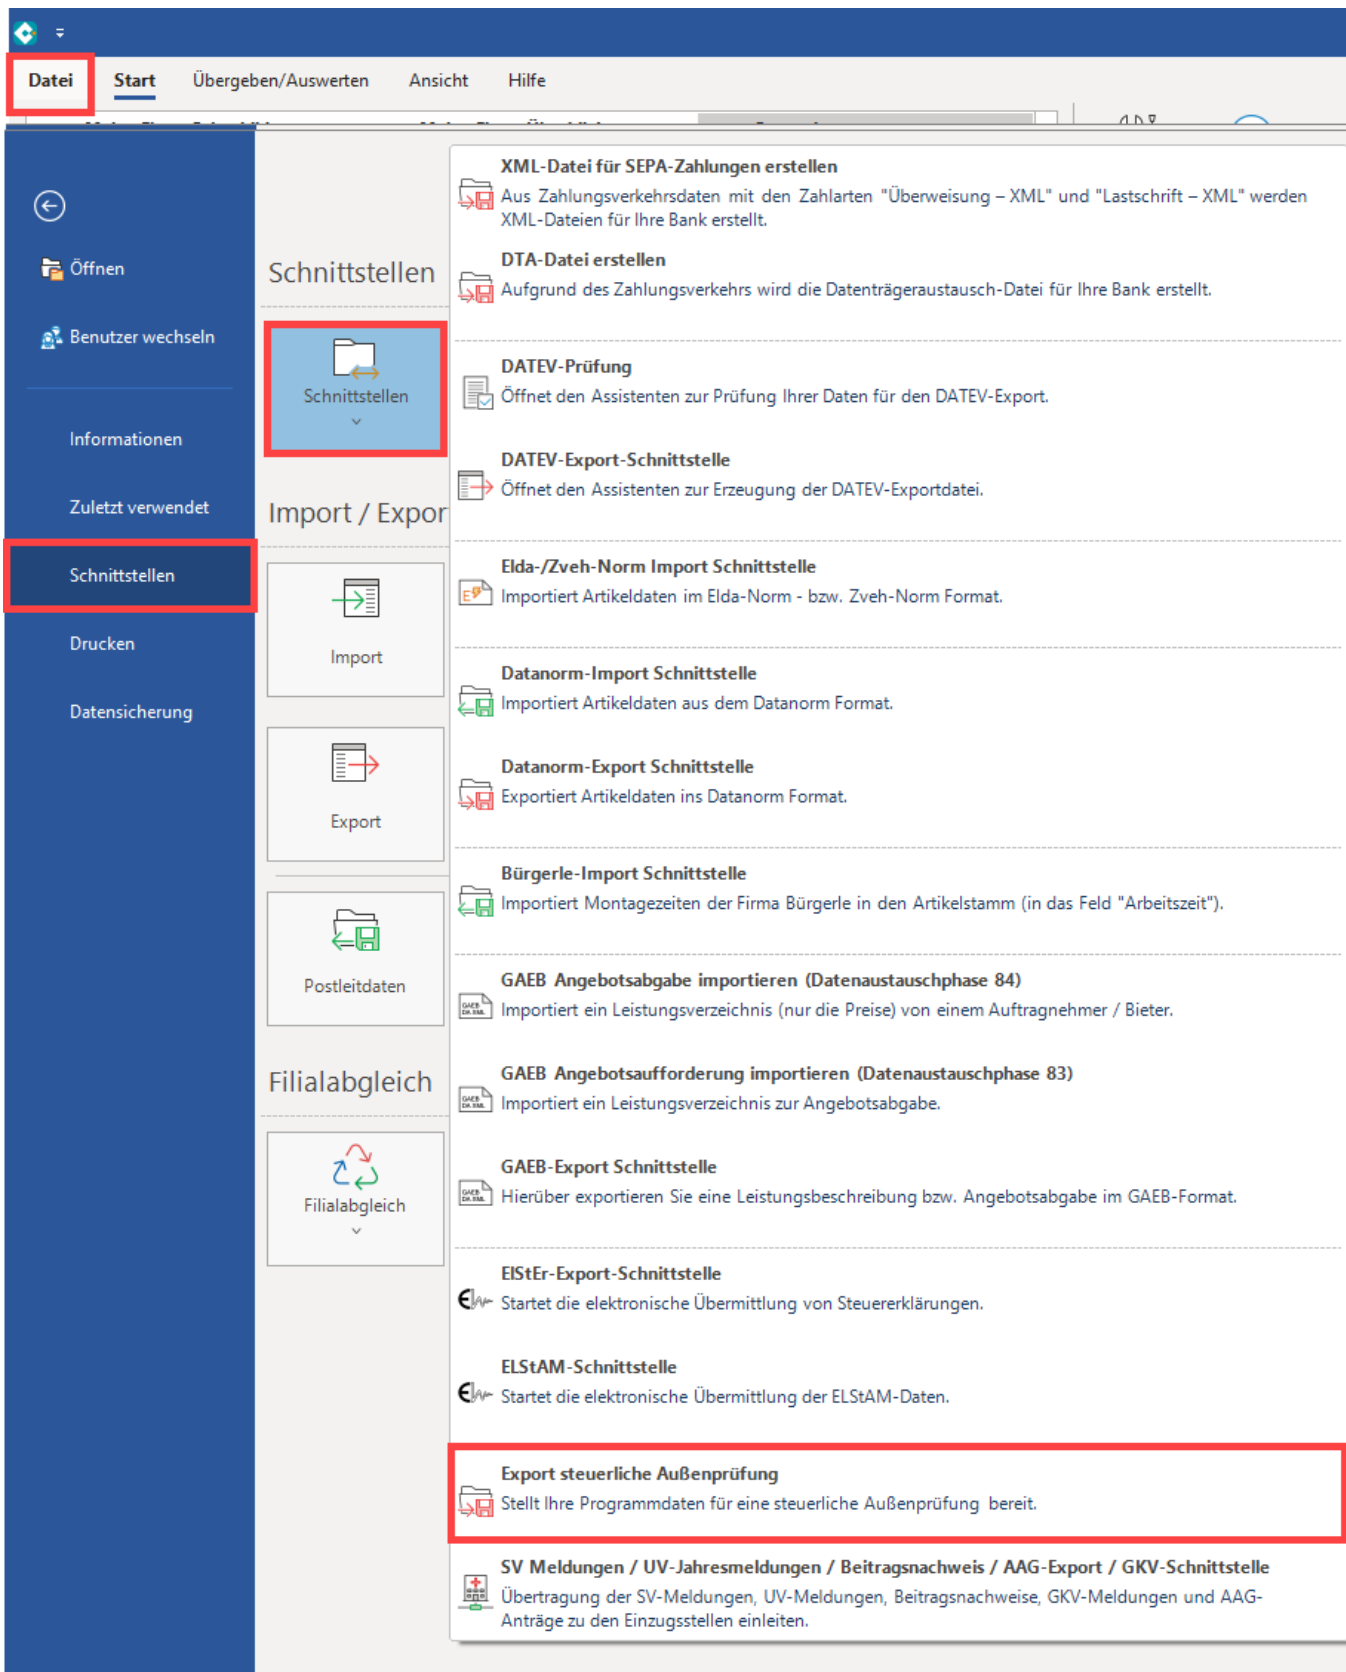 Datei Start Übergeben/Auswerten Ansicht Hilfe
Öffnen
Benutzer wechseln
Informationen
Zuletzt verwendet
Schnittstellen
Drucken
Datensicherung
Schnittstellen
Schnittstellen
Import / Expor
Import
Export
Postleitdaten
Filialabgleich
Filialabgleich
XML-Datei für SEPA-Zahlungen erstellen
Aus Zahlungsverkehrsdaten mit den Zahlarten "Überweisung – XML" und "Lastschrift – XML" werden
XML-Dateien für Ihre Bank erstellt.
DTA-Datei erstellen
Aufgrund des Zahlungsverkehrs wird die Datenträgeraustausch-Datei für Ihre Bank erstellt.
DATEV-Prüfung
Öffnet den Assistenten zur Prüfung Ihrer Daten für den DATEV-Export.
DATEV-Export-Schnittstelle
Öffnet den Assistenten zur Erzeugung der DATEV-Exportdatei.
Elda-/Zveh-Norm Import Schnittstelle
Importiert Artikeldaten im Elda-Norm - bzw. Zveh-Norm Format.
Datanorm-Import Schnittstelle
Importiert Artikeldaten aus dem Datanorm Format.
Datanorm-Export Schnittstelle
Exportiert Artikeldaten ins Datanorm Format.
Bürgerle-Import Schnittstelle
Importiert Montagezeiten der Firma Bürgerle in den Artikelstamm (in das Feld "Arbeitszeit").
GAEB Angebotsabgabe importieren (Datenaustauschphase 84)
Importiert ein Leistungsverzeichnis (nur die Preise) von einem Auftragnehmer / Bieter.
GAEB Angebotsaufforderung importieren (Datenaustauschphase 83)
Importiert ein Leistungsverzeichnis zur Angebotsabgabe.
GAEB-Export Schnittstelle
Hierüber exportieren Sie eine Leistungsbeschreibung bzw. Angebotsabgabe im GAEB-Format.
ElStEr-Export-Schnittstelle
Startet die elektronische Übermittlung von Steuererklärungen.
ELStAM-Schnittstelle
Startet die elektronische Übermittlung der ELStAM-Daten.
Export steuerliche Außenprüfung
Stellt Ihre Programmdaten für eine steuerliche Außenprüfung bereit.
SV Meldungen / UV-Jahresmeldungen / Beitragsnachweis / AAG-Export / GKV-Schnittstelle
Übertragung der SV-Meldungen, UV-Meldungen, Beitragsnachweise, GKV-Meldungen und AAG-
Anträge zu den Einzugsstellen einleiten.